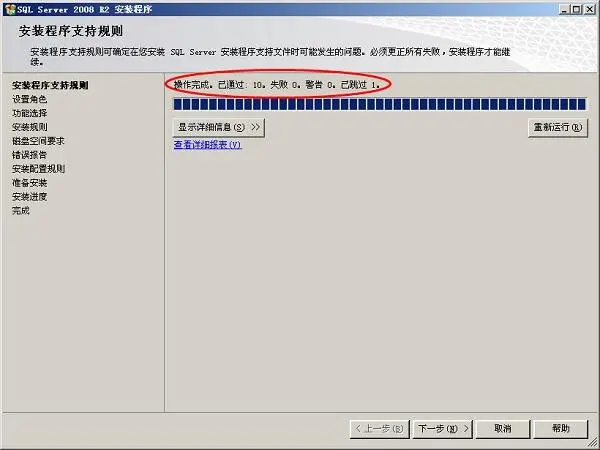 SQL Server 2008 R2 安装程序
安装程序支持规则
安装程序支持规则可确定在您安装 SQL Server 安装程序支持文件时可能发生的问题。必须更正所有失败，安装程序才能继
续。
安装程序支持规则
设置角色
功能选择
安装规则
磁盘空间要求
错误报告
安装配置规则
准备安装
安装进度
完成
操作完成。已通过: 10。失败 0。警告 0。已跳过 1。
显示详细信息(S) >>
重新运行(R)
查看详细报表(V)
< 上一步(B)
下一步(N) >
取消
帮助